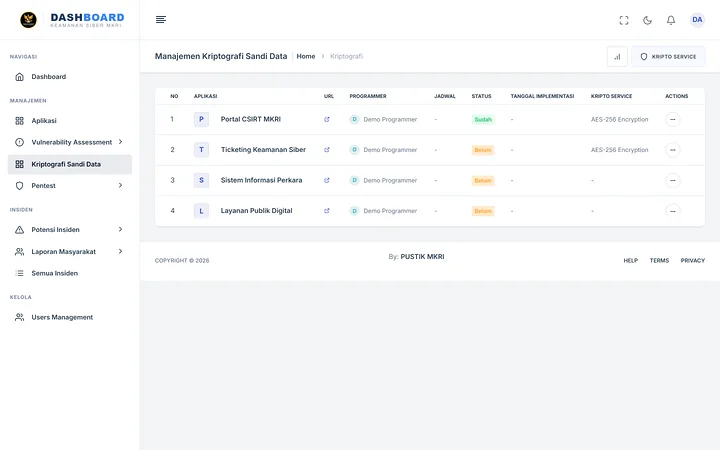 DASHBOARD
KEAMANAN SIBER MARI
DA
NAVIGASI
Dashboard
MANAJEMEN
Aplikasi
Vulnerability Assessment
Kriptografi Sandi Data
Pentest
INSIDEN
Potensi Insiden
Laporan Masyarakat
Semua Insiden
KELOLA
Users Management
Manajemen Kriptografi Sandi Data Home Kriptografi
KRIPTO SERVICE
NO APLIKASI URL PROGRAMMER JADWAL STATUS TANGGAL IMPLEMENTASI KRIPTO SERVICE ACTIONS
1 P Portal CSIRT MKRI D Demo Programmer - Sudah - AES-256 Encryption
2 T Ticketing Keamanan Siber D Demo Programmer - Belum - AES-256 Encryption
3 S Sistem Informasi Perkara D Demo Programmer - Belum - -
4 L Layanan Publik Digital D Demo Programmer - Belum - -
COPYRIGHT © 2026 By: PUSTIK MKRI HELP TERMS PRIVACY